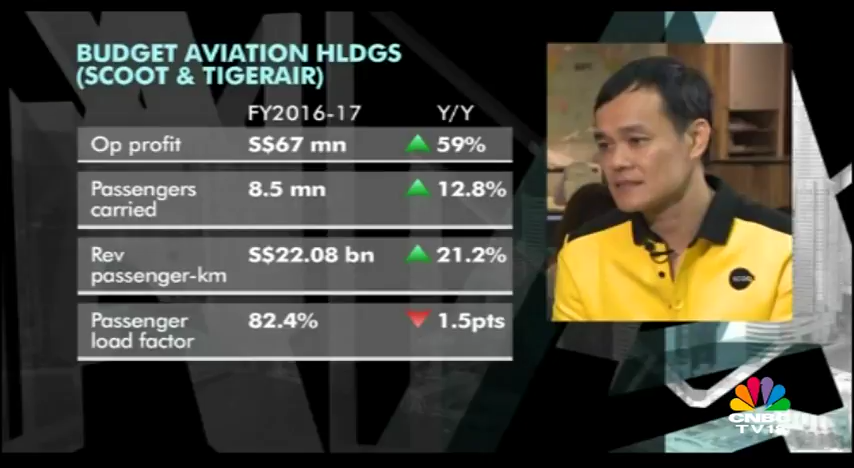 BUDGET AVIATION HLDGS
(SCOOT & TIGERAIR)
FY2016-17 Y/Y
Op profit S$67 mn 59%
Passengers
carried 8.5 mn 12.8%
Rev
passenger-km S$22.08 bn 21.2%
Passenger
load factor 82.4% 1.5pts
CNBC
TV18